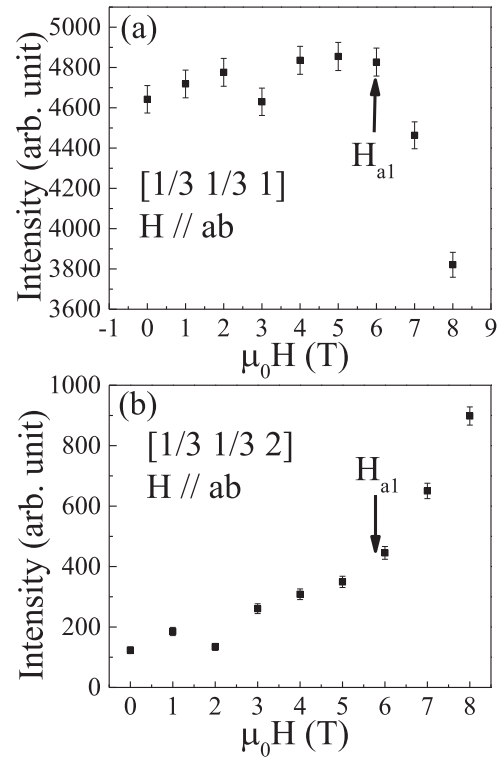 (a)
Intensity (arb. unit)
5000
4800
4600
4400
4200
4000
3800
3600
H_a1
[1/3 1/3 1]
H // ab
-1 0 1 2 3 4 5 6 7 8 9
μ₀H (T)
(b)
Intensity (arb. unit)
1000
800
600
400
200
0
[1/3 1/3 2]
H // ab
H_a1
0 1 2 3 4 5 6 7 8
μ₀H (T)